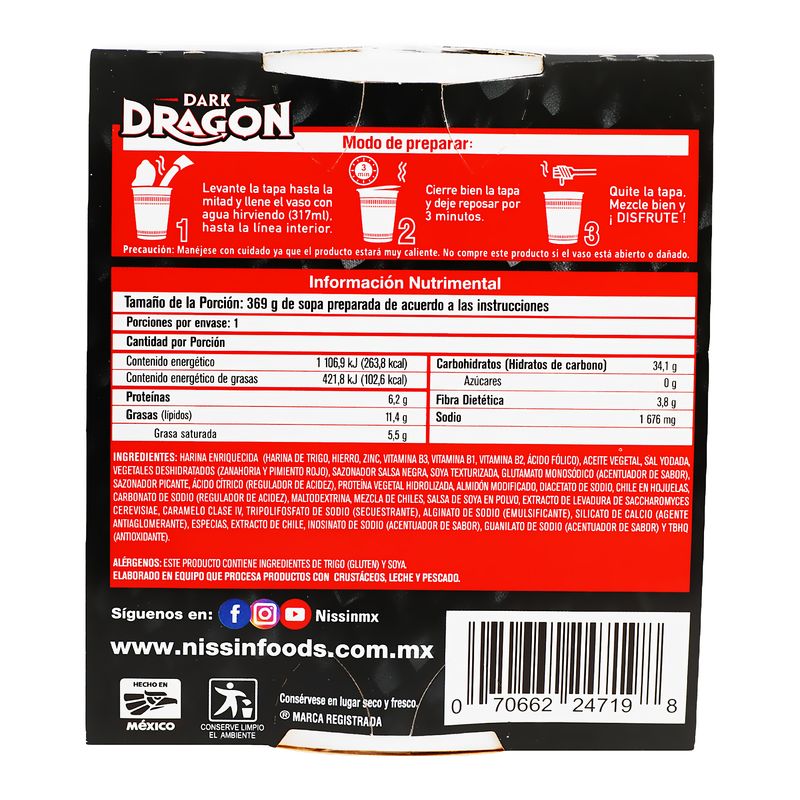 DARK
DRAGON
Modo de preparar:
3
min
Levante la tapa hasta la
mitad y llene el vaso con
agua hirviendo (317ml).
hasta la línea interior.
1
Cierre bien la tapa
y deje reposar por
3 minutos.
2
Quite la tapa,
Mezcle bien y
¡ DISFRUTE !
3
Precaución: Manéjese con cuidado ya que el producto estará muy caliente. No compre este producto si el vaso está abierto o dañado.
Información Nutrimental
Tamaño de la Porción: 369 g de sopa preparada de acuerdo a las instrucciones
Porciones por envase: 1
Cantidad por Porción
Contenido energético 1 106,9 kJ (263,8 kcal)
Contenido energético de grasas 421,8 kJ (102,6 kcal)
Proteínas 6,2 g
Grasas (lípidos) 11,4 g
Grasa saturada 5,5 g
Carbohidratos (Hidratos de carbono) 34,1 g
Azúcares 0 g
Fibra Dietética 3,8 g
Sodio 1 676 mg
INGREDIENTES: HARINA ENRIQUECIDA (HARINA DE TRIGO, HIERRO, ZINC, VITAMINA B3, VITAMINA B1, VITAMINA B2, ÁCIDO FÓLICO), ACEITE VEGETAL, SAL YODADA,
VEGETALES DESHIDRATADOS (ZANAHORIA Y PIMIENTO ROJO), SAZONADOR SALSA NEGRA, SOYA TEXTURIZADA, GLUTAMATO MONOSÓDICO (ACENTUADOR DE SABOR),
SAZONADOR PICANTE, ÁCIDO CÍTRICO (REGULADOR DE ACIDEZ), PROTEÍNA VEGETAL HIDROLIZADA, ALMIDÓN MODIFICADO, DIACETATO DE SODIO, CHILE EN HOJUELAS,
CARBONATO DE SODIO (REGULADOR DE ACIDEZ), MALTODEXTRINA, MEZCLA DE CHILES, SALSA DE SOYA EN POLVO, EXTRACTO DE LEVADURA DE SACCHAROMYCES
CEREVISIAE, CARAMELO CLASE IV, TRIPOLIFOSFATO DE SODIO (SECUESTRANTE), ALGINATO DE SODIO (EMULSIFICANTE), SILICATO DE CALCIO (AGENTE
ANTIAGLOMERANTE), ESPECIAS, EXTRACTO DE CHILE, INOSINATO DE SODIO (ACENTUADOR DE SABOR), GUANILATO DE SODIO (ACENTUADOR DE SABOR) Y TBHQ
(ANTIOXIDANTE).
ALÉRGENOS: ESTE PRODUCTO CONTIENE INGREDIENTES DE TRIGO (GLUTEN) Y SOYA.
ELABORADO EN EQUIPO QUE PROCESA PRODUCTOS CON CRUSTÁCEOS, LECHE Y PESCADO.
Síguenos en: Nissinmx
www.nissinfoods.com.mx
HECHO EN
MÉXICO
CONSERVE LIMPIO
EL AMBIENTE
Consérvese en lugar seco y fresco.
® MARCA REGISTRADA
0 70662 24719 8